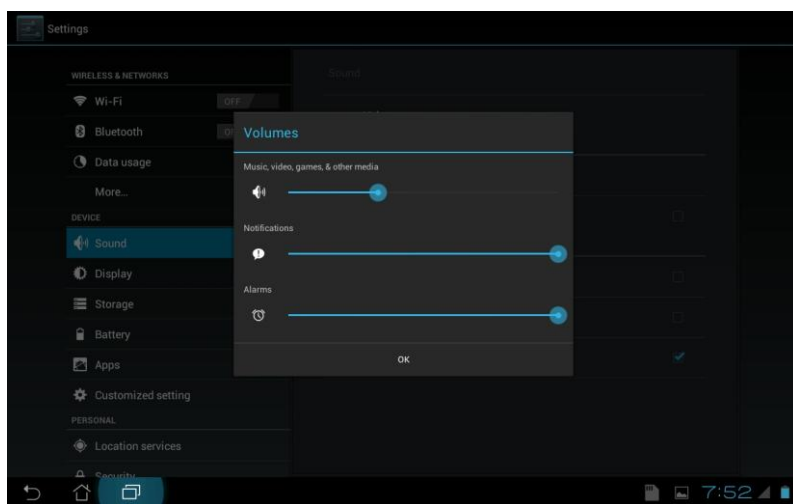 Settings
WIRELESS & NETWORKS
Sound
Wi-Fi
OFF
Bluetooth
Data usage
More...
DEVICE
Sound
Display
Storage
Battery
Apps
Customized setting
PERSONAL
Location services
Security
Volumes
Music, video, games, & other media
Notifications
Alarms
OK
7:52